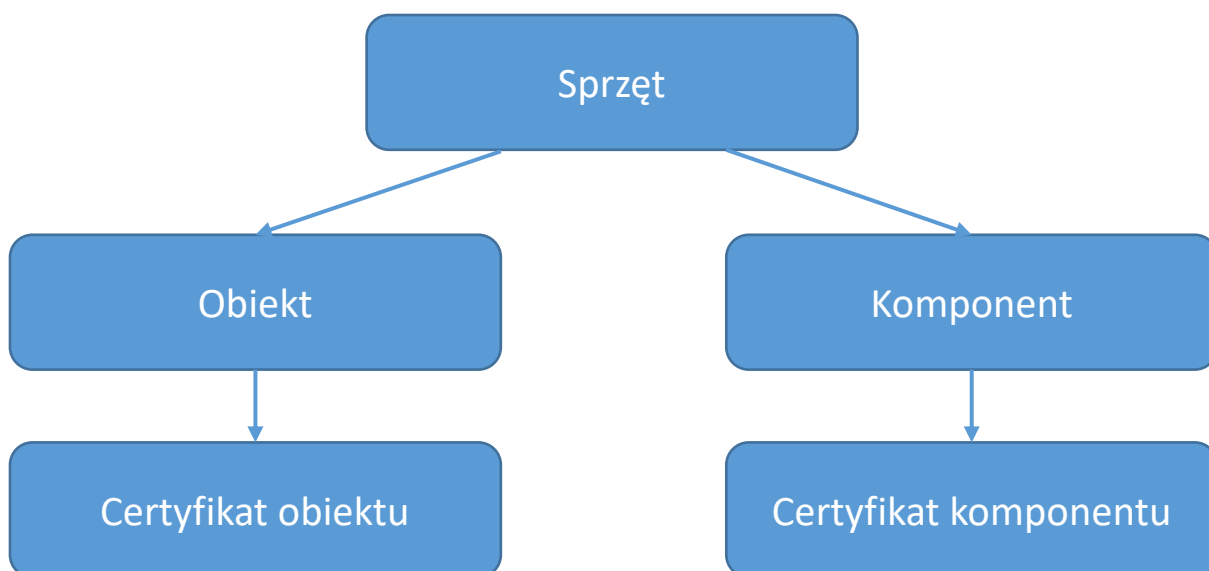 Sprzęt
Obiekt
Komponent
Certyfikat obiektu
Certyfikat komponentu